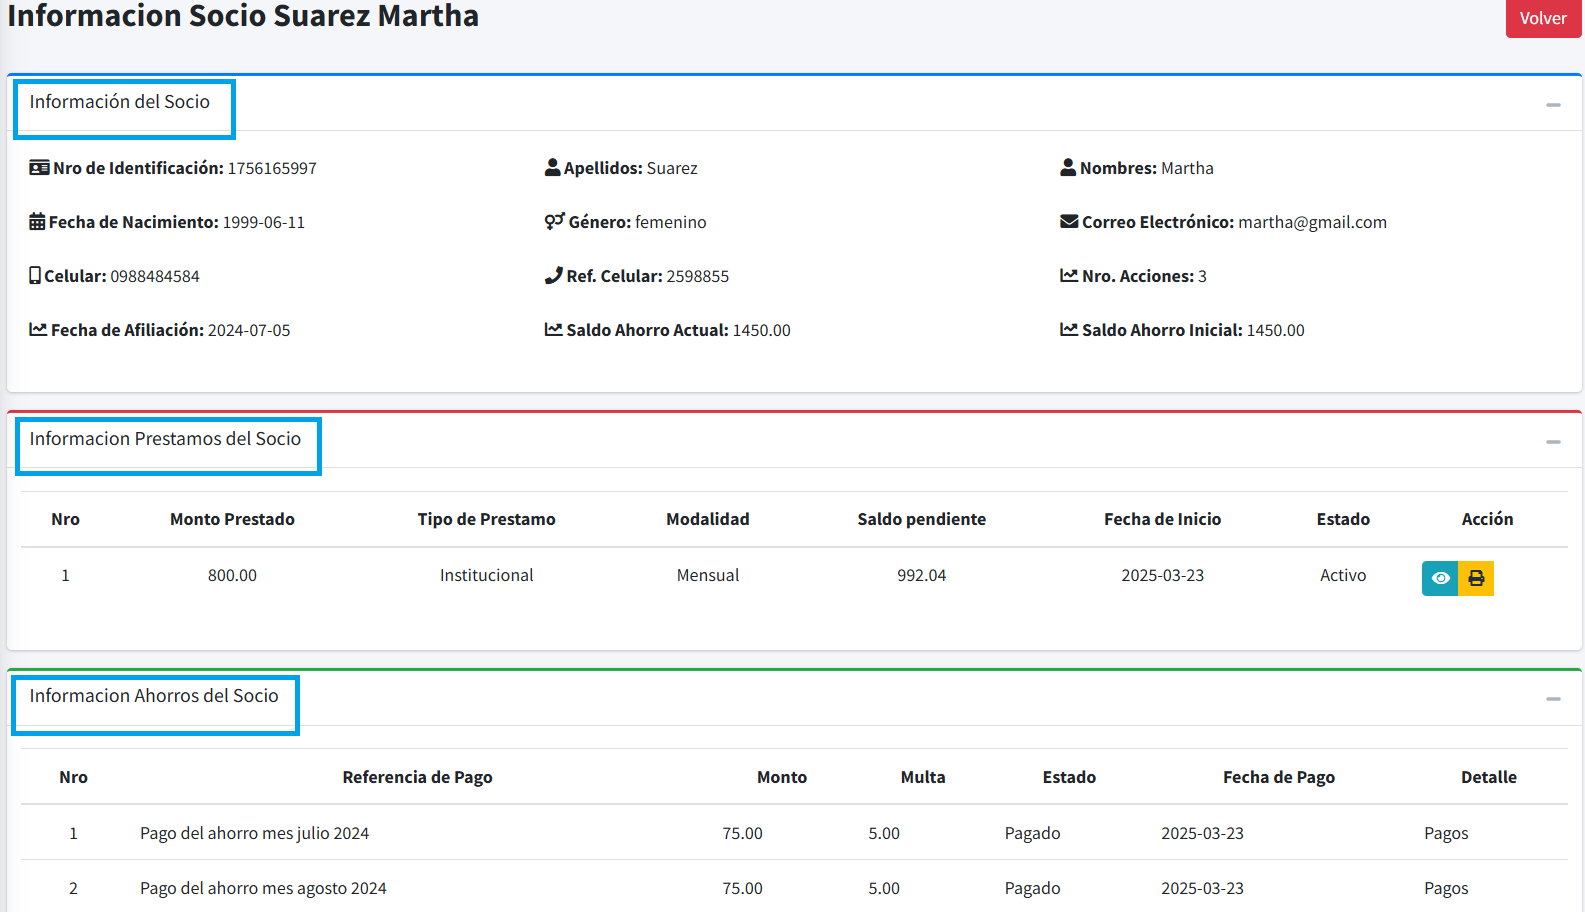 Informacion Socio Suarez Martha
Volver
Información del Socio
Nro de Identificación: 1756165997 Apellidos: Suarez Nombres: Martha
Fecha de Nacimiento: 1999-06-11 Género: femenino Correo Electrónico: martha@gmail.com
Celular: 0988484584 Ref. Celular: 2598855 Nro. Acciones: 3
Fecha de Afiliación: 2024-07-05 Saldo Ahorro Actual: 1450.00 Saldo Ahorro Inicial: 1450.00
Informacion Prestamos del Socio
Nro Monto Prestado Tipo de Prestamo Modalidad Saldo pendiente Fecha de Inicio Estado Acción
1 800.00 Institucional Mensual 992.04 2025-03-23 Activo
Informacion Ahorros del Socio
Nro Referencia de Pago Monto Multa Estado Fecha de Pago Detalle
1 Pago del ahorro mes julio 2024 75.00 5.00 Pagado 2025-03-23 Pagos
2 Pago del ahorro mes agosto 2024 75.00 5.00 Pagado 2025-03-23 Pagos